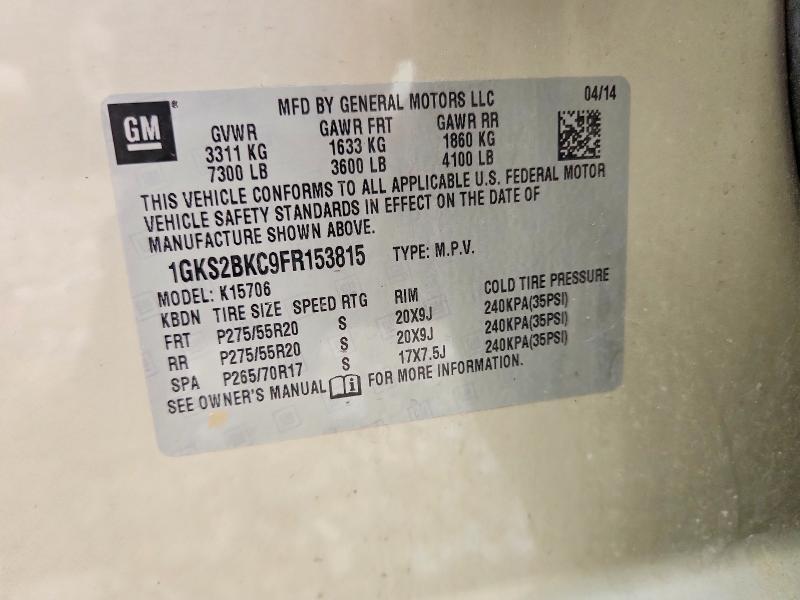 GM
MFD BY GENERAL MOTORS LLC 04/14
GVWR GAWR FRT GAWR RR
3311 KG 1633 KG 1860 KG
7300 LB 3600 LB 4100 LB
THIS VEHICLE CONFORMS TO ALL APPLICABLE U.S. FEDERAL MOTOR
VEHICLE SAFETY STANDARDS IN EFFECT ON THE DATE OF
MANUFACTURE SHOWN ABOVE.
1GKS2BKC9FR153815 TYPE: M.P.V.
MODEL: K15706
KBDN TIRE SIZE SPEED RTG RIM COLD TIRE PRESSURE
FRT P275/55R20 S 20X9J 240KPA(35PSI)
RR P275/55R20 S 20X9J 240KPA(35PSI)
SPA P265/70R17 S 17X7.5J 240KPA(35PSI)
SEE OWNER'S MANUAL FOR MORE INFORMATION.